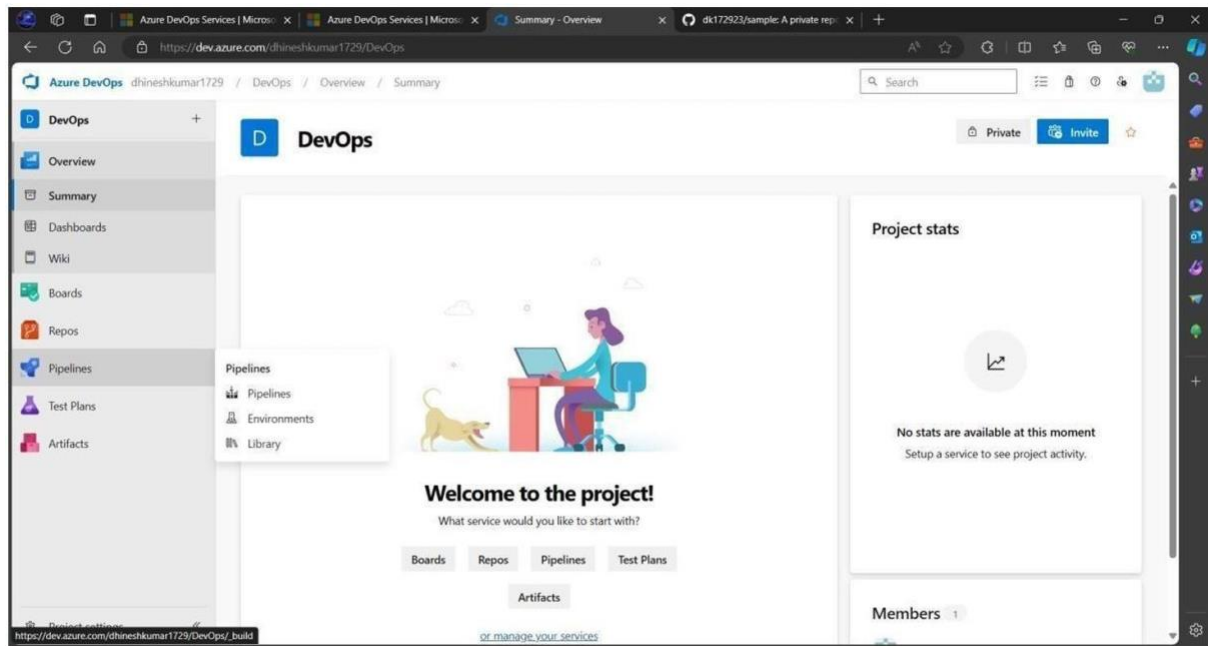 Azure DevOps Services | Microso
Azure DevOps Services | Microso
Summary - Overview
dk172923/sample: A private repo
https://dev.azure.com/dhineshkumar1729/DevOps
Azure DevOps dhineshkumar1729 / DevOps / Overview / Summary
Search
D DevOps
D DevOps
Private
Invite
Overview
Summary
Dashboards
Wiki
Boards
Repos
Pipelines
Test Plans
Artifacts
Pipelines
Pipelines
Environments
Library
Welcome to the project!
What service would you like to start with?
Boards Repos Pipelines Test Plans
Artifacts
or manage your services
Project stats
No stats are available at this moment
Setup a service to see project activity.
Members 1
Project settings
https://dev.azure.com/dhineshkumar1729/DevOps/_build